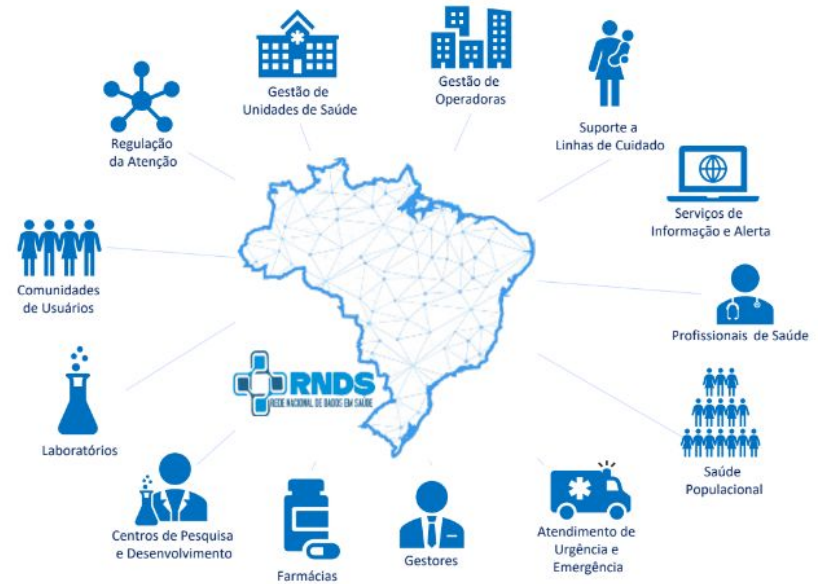 Gestão de
Unidades de Saúde
Gestão de
Operadoras
Suporte a
Linhas de Cuidado
Regulação
da Atenção
Serviços de
Informação e Alerta
Comunidades
de Usuários
Profissionais de Saúde
RNDS
REDE NACIONAL DE DADOS EM SAÚDE
Laboratórios
Saúde
Populacional
Centros de Pesquisa
e Desenvolvimento
Farmácias
Gestores
Atendimento de
Urgência e
Emergência